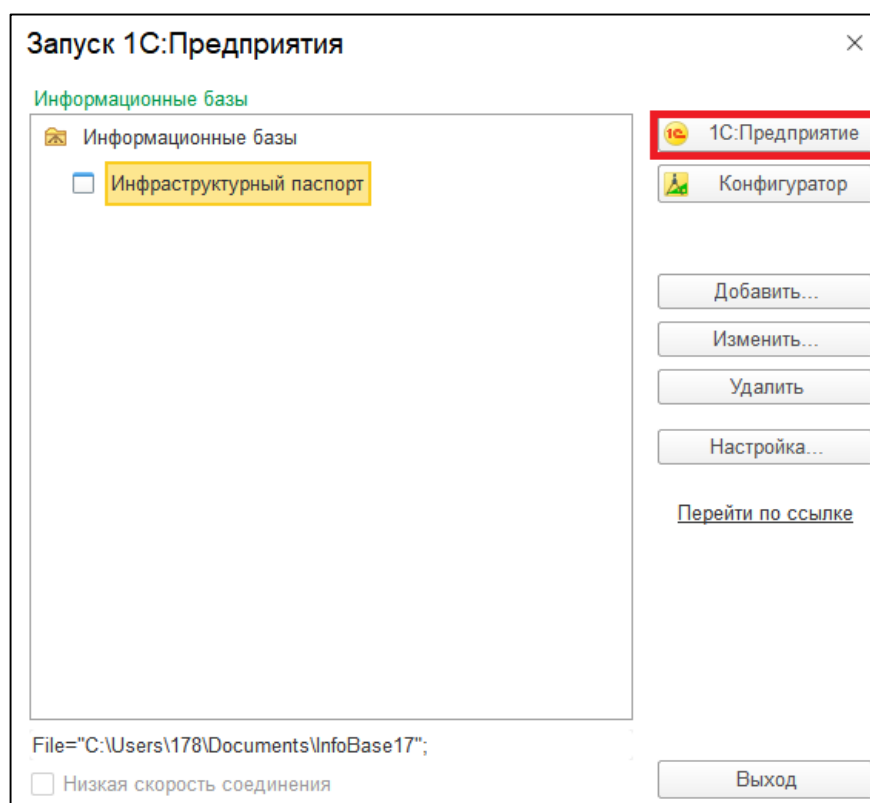 Запуск 1С:Предприятия
Информационные базы
Информационные базы
Инфраструктурный паспорт
1С:Предприятие
Конфигуратор
Добавить...
Изменить...
Удалить
Настройка...
Перейти по ссылке
File="C:\Users\178\Documents\InfoBase17";
Низкая скорость соединения
Выход